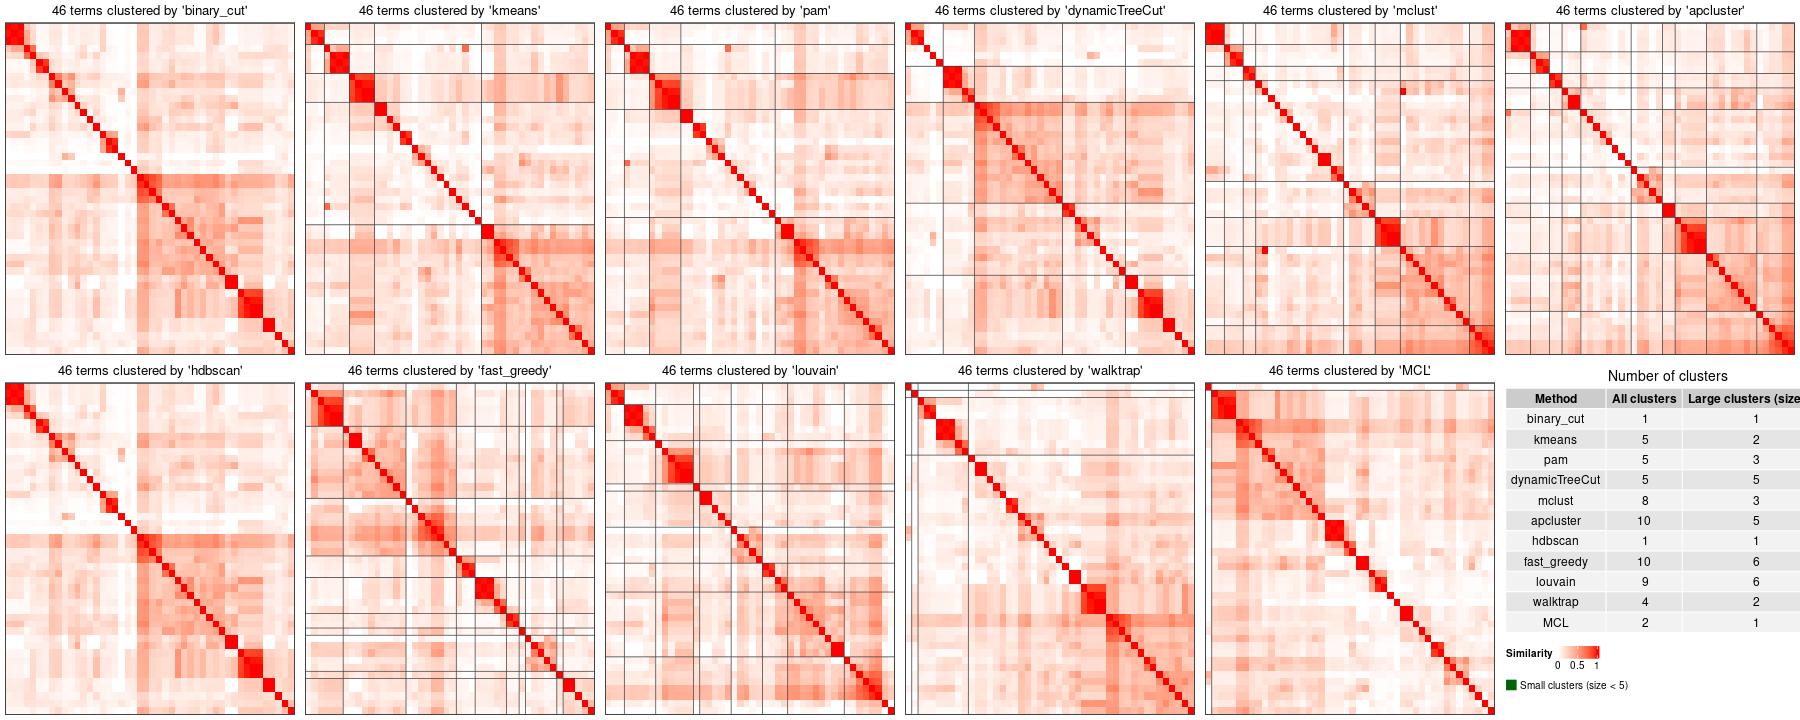 46 terms clustered by 'binary_cut'
46 terms clustered by 'kmeans'
46 terms clustered by 'pam'
46 terms clustered by 'dynamicTreeCut'
46 terms clustered by 'mclust'
46 terms clustered by 'apcluster'
46 terms clustered by 'hdbscan'
46 terms clustered by 'fast_greedy'
46 terms clustered by 'louvain'
46 terms clustered by 'walktrap'
46 terms clustered by 'MCL'
Number of clusters
Method All clusters Large clusters (size
binary_cut 1 1
kmeans 5 2
pam 5 3
dynamicTreeCut 5 5
mclust 8 3
apcluster 10 5
hdbscan 1 1
fast_greedy 10 6
louvain 9 6
walktrap 4 2
MCL 2 1
Similarity
0 0.5 1
Small clusters (size < 5)